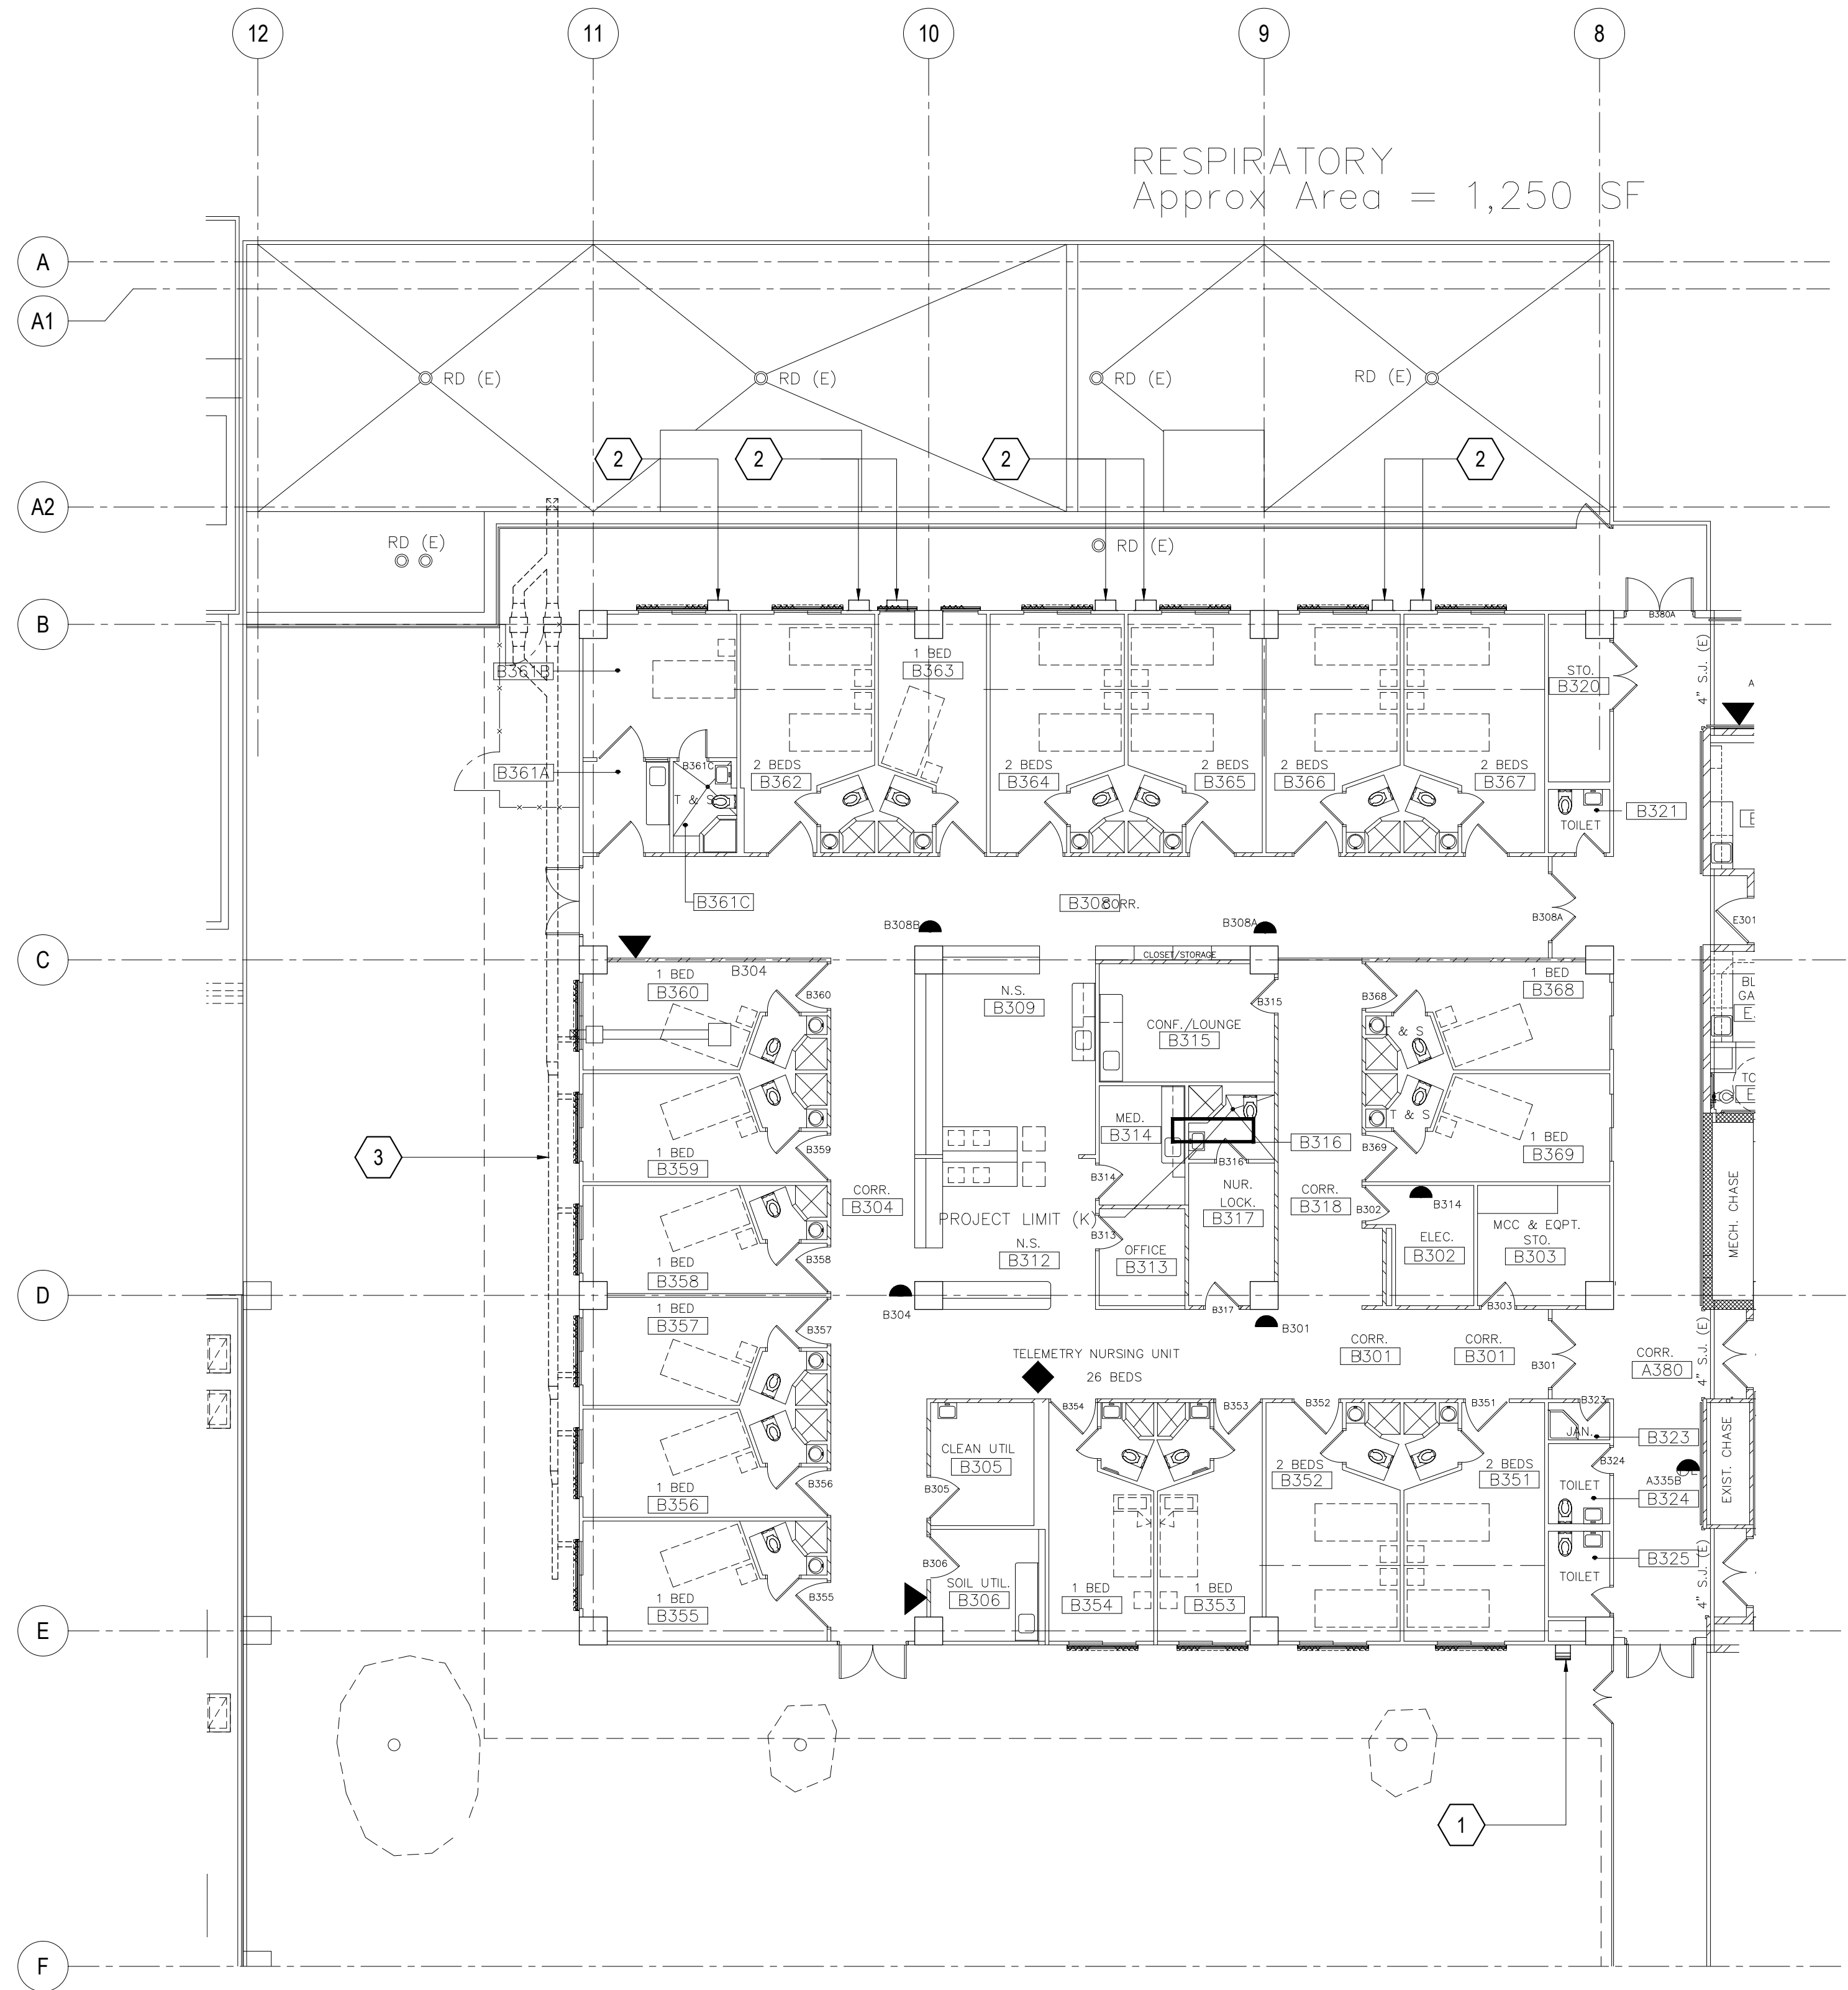 12
11
10
9
8
RESPIRATORY
Approx Area = 1,250 SF
A
A1
RD (E)
RD (E)
RD (E)
RD (E)
2
2
2
2
A2
RD (E)
RD (E)
B
B380A
4" S.J. (E)
1 BED
B363
B361B
STO.
B320
A
B361A
B361C
T & S
2 BEDS
B362
2 BEDS
B364
2 BEDS
B365
2 BEDS
B366
2 BEDS
B367
B321
TOILET
B361C
B308
CORR.
B308B
B308A
B308A
E301
C
1 BED
B360
B304
B360
CLOSET/STORAGE
N.S.
B309
B315
CONF./LOUNGE
B315
B368
1 BED
B368
T & S
BL
GA
MED.
B314
T & S
TO
1 BED
B359
B359
B316
B316
B369
1 BED
B369
3
B314
NUR.
LOCK.
B317
CORR.
B304
CORR.
B318
B302
B314
MECH. CHASE
PROJECT LIMIT (K)
B313
N.S.
B312
OFFICE
B313
ELEC.
B302
MCC & EQPT.
STO.
B303
1 BED
B358
B358
D
B304
B317
B303
B301
1 BED
B357
B357
TELEMETRY NURSING UNIT
26 BEDS
CORR.
B301
CORR.
B301
B301
CORR.
A380
4" S.J. (E)
B354
B353
B352
B351
B323
JAN.
B323
CLEAN UTIL
B305
2 BEDS
B352
2 BEDS
B351
B324
A335B
B324
TOILET
EXIST. CHASE
1 BED
B356
B356
B305
B306
B325
TOILET
4" S.J. (E)
SOIL UTIL.
B306
1 BED
B354
1 BED
B353
1 BED
B355
B355
E
1
F